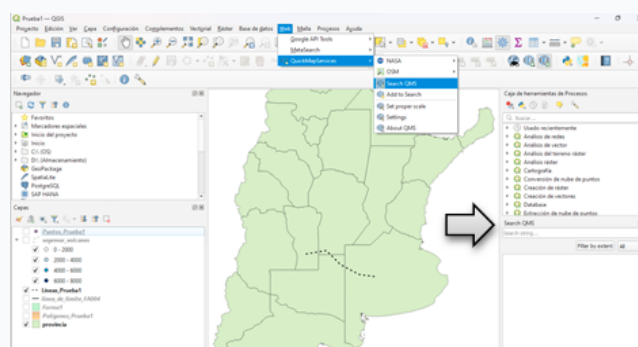 Prueba1 — QGIS
Proyecto Edición Ver Capa Configuración Complementos Vectorial Ráster Base de datos Web Malla Procesos Ayuda
Google API Tools
MetaSearch
QuickMapServices
NASA
OSM
Search QMS
Add to Search
Set proper scale
Settings
About QMS
Navegador
Favoritos
Marcadores espaciales
Inicio del proyecto
Inicio
C:\ (OS)
D:\ (Almacenamiento)
GeoPackage
SpatiaLite
PostgreSQL
SAP HANA
Capas
Puntos_Prueba1
segemar_volcanes
0 - 2000
2000 - 4000
4000 - 6000
6000 - 8000
Lineas_Prueba1
linea_de_limite_FA004
Forma1
Poligonos_Prueba1
provincia
Caja de herramientas de Procesos
Buscar...
Usado recientemente
Análisis de redes
Análisis de vector
Análisis del terreno ráster
Análisis ráster
Cartografía
Conversión de nube de puntos
Creación de ráster
Creación de vectores
Database
Extracción de nube de puntos
Search QMS
Search string...
Filter by extent All